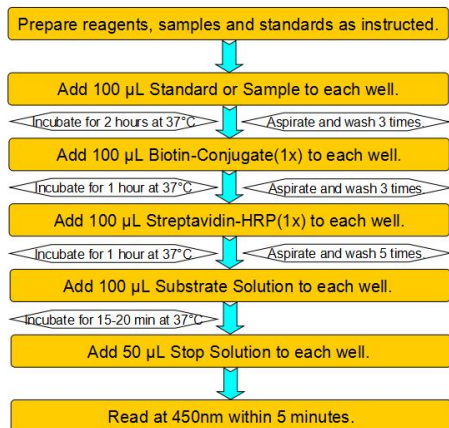 Prepare reagents, samples and standards as instructed.
Add 100 µL Standard or Sample to each well.
Incubate for 2 hours at 37°C
Aspirate and wash 3 times.
Add 100 µL Biotin-Conjugate(1x) to each well.
Incubate for 1 hour at 37°C
Aspirate and wash 3 times.
Add 100 µL Streptavidin-HRP(1x) to each well.
Incubate for 1 hour at 37°C
Aspirate and wash 5 times.
Add 100 µL Substrate Solution to each well.
Incubate for 15-20 min at 37°C
Add 50 µL Stop Solution to each well.
Read at 450nm within 5 minutes.